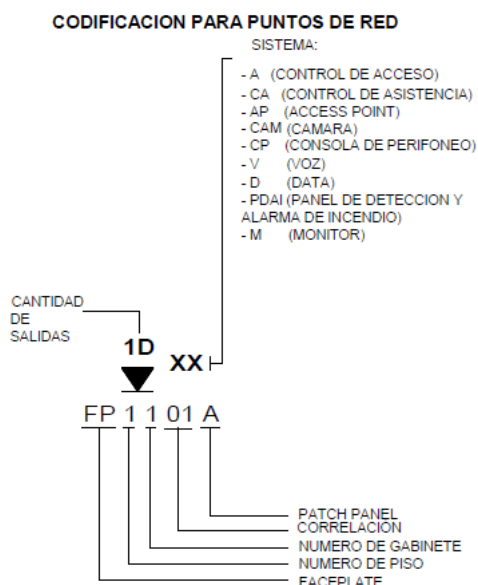 CODIFICACION PARA PUNTOS DE RED
SISTEMA:
- A (CONTROL DE ACCESO)
- CA (CONTROL DE ASISTENCIA)
- AP (ACCESS POINT)
- CAM (CAMARA)
- CP (CONSOLA DE PERIFONEO)
- V (VOZ)
- D (DATA)
- PDAI (PANEL DE DETECCION Y
ALARMA DE INCENDIO)
- M (MONITOR)
CANTIDAD
DE
SALIDAS
1D
XX
FP 1 1 01 A
PATCH PANEL
CORRELACION
NUMERO DE GABINETE
NUMERO DE PISO
FACEPLATE